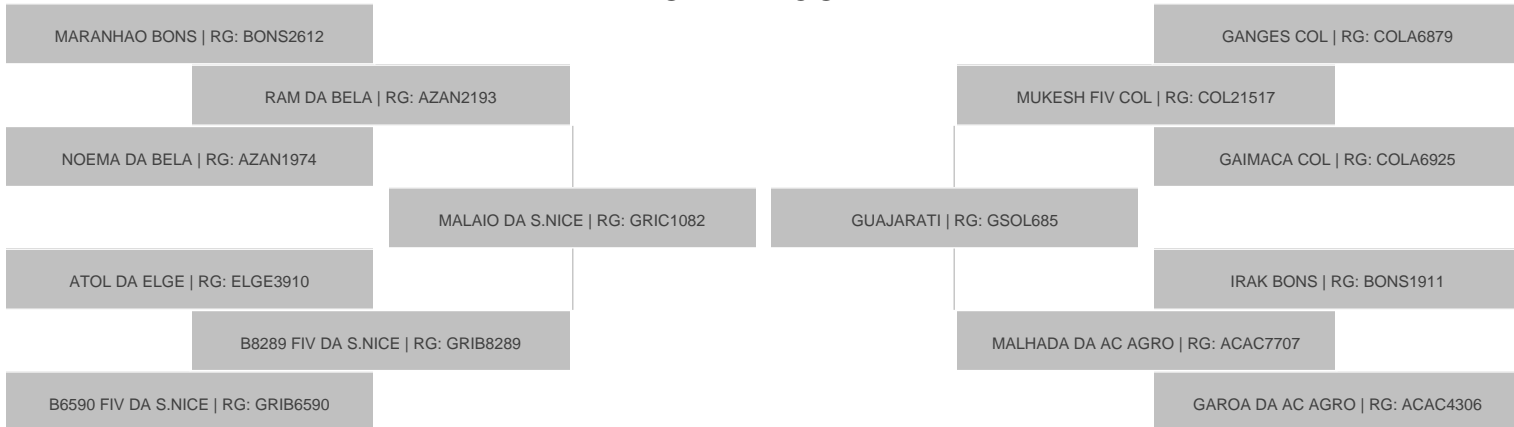 MARANHAO BONS | RG: BONS2612
GANGES COL | RG: COLA6879
RAM DA BELA | RG: AZAN2193
MUKESH FIV COL | RG: COL21517
NOEMA DA BELA | RG: AZAN1974
GAIMACA COL | RG: COLA6925
MALAIO DA S.NICE | RG: GRIC1082
GUAJARATI | RG: GSOL685
ATOL DA ELGE | RG: ELGE3910
IRAK BONS | RG: BONS1911
B8289 FIV DA S.NICE | RG: GRIB8289
MALHADA DA AC AGRO | RG: ACAC7707
B6590 FIV DA S.NICE | RG: GRIB6590
GAROA DA AC AGRO | RG: ACAC4306